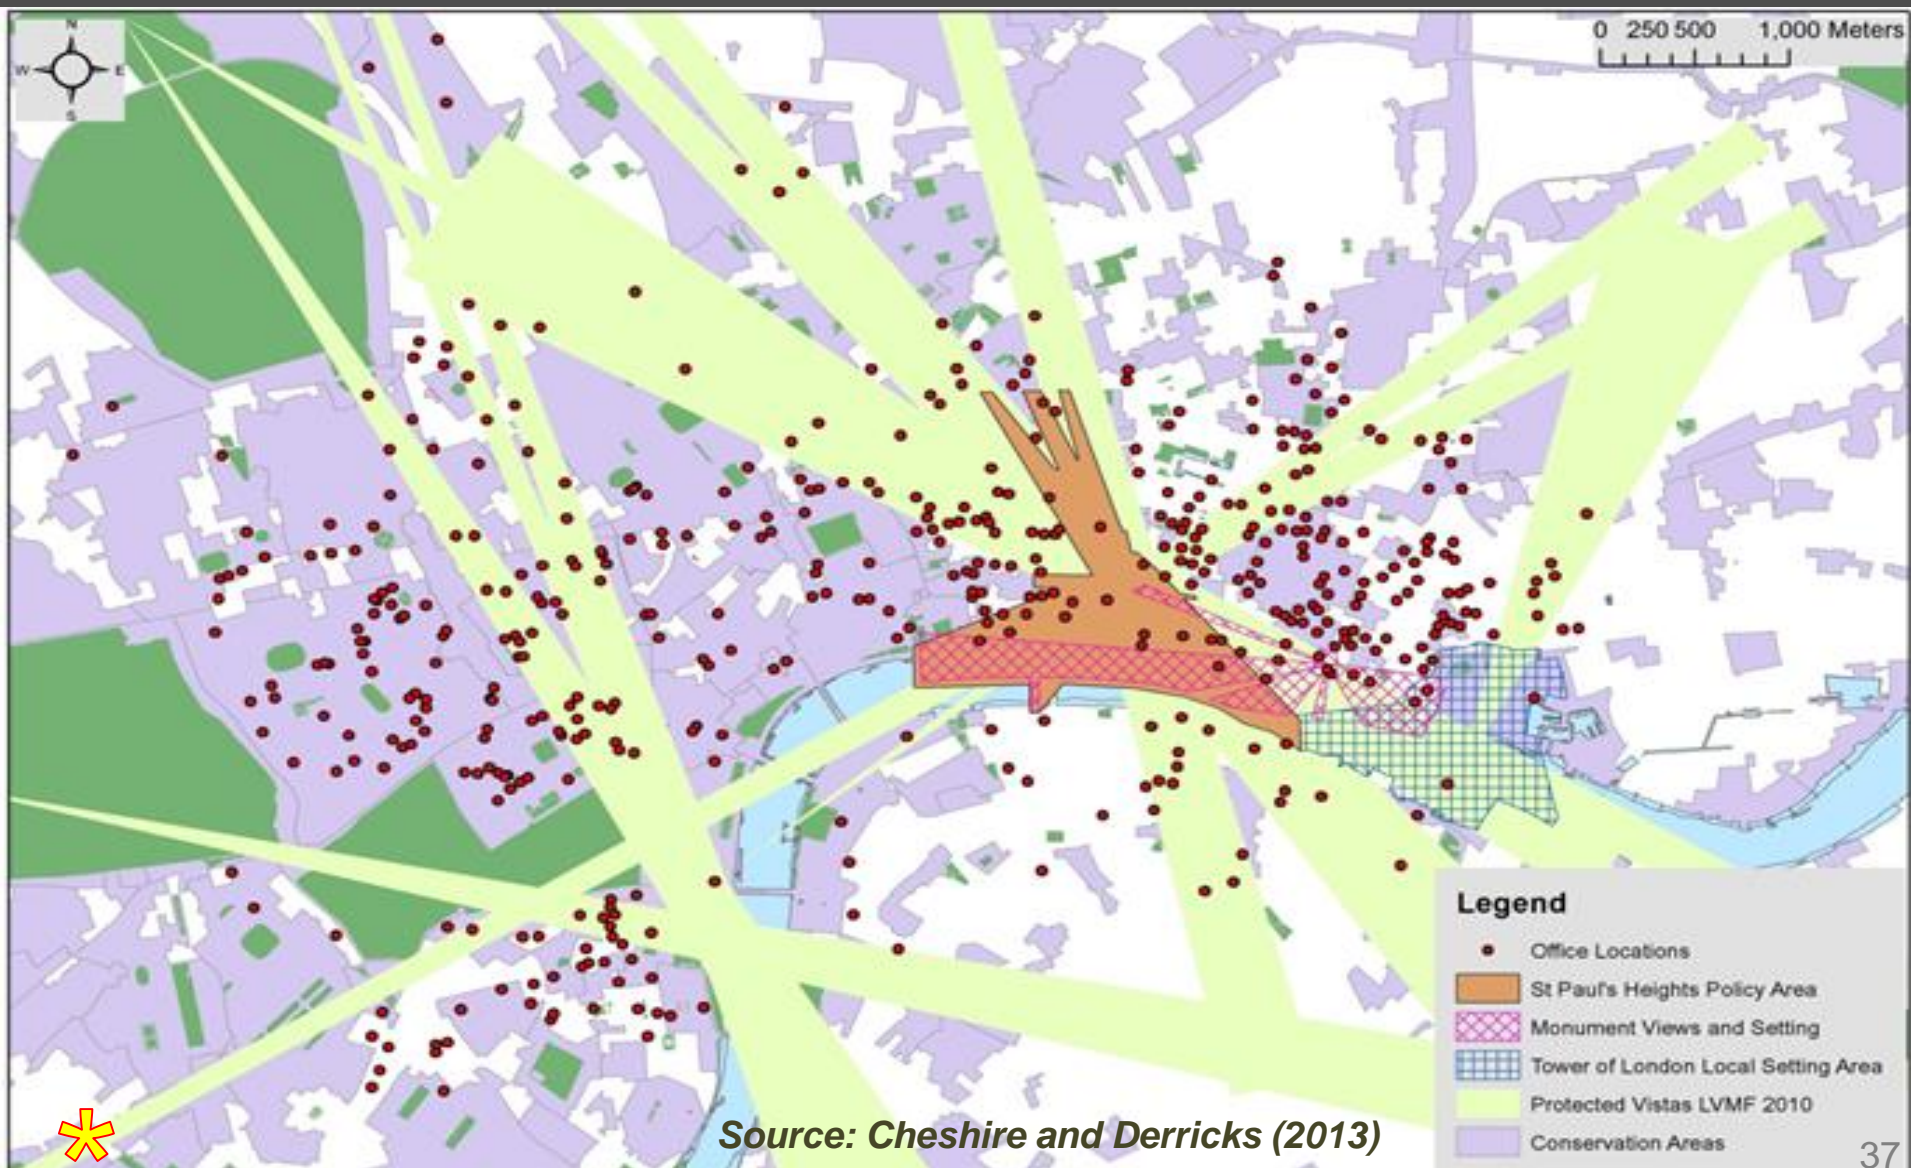 N
W E
S
0 250 500 1,000 Meters
Legend
Office Locations
St Paul's Heights Policy Area
Monument Views and Setting
Tower of London Local Setting Area
Protected Vistas LVMF 2010
Conservation Areas
Source: Cheshire and Derricks (2013)
37